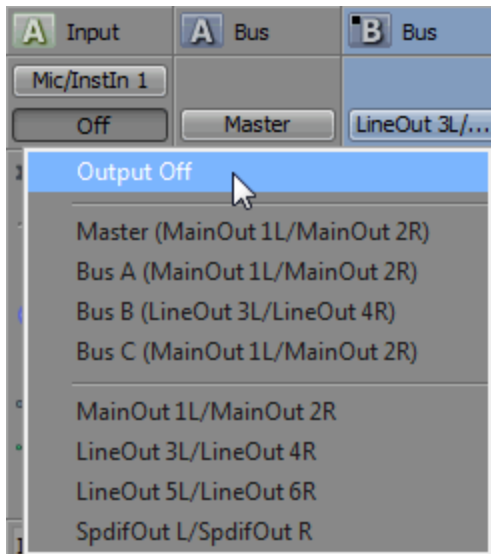 A Input A Bus B Bus
Mic/InstIn 1
Off Master LineOut 3L/...
Output Off
Master (MainOut 1L/MainOut 2R)
Bus A (MainOut 1L/MainOut 2R)
Bus B (LineOut 3L/LineOut 4R)
Bus C (MainOut 1L/MainOut 2R)
MainOut 1L/MainOut 2R
LineOut 3L/LineOut 4R
LineOut 5L/LineOut 6R
SpdifOut L/SpdifOut R